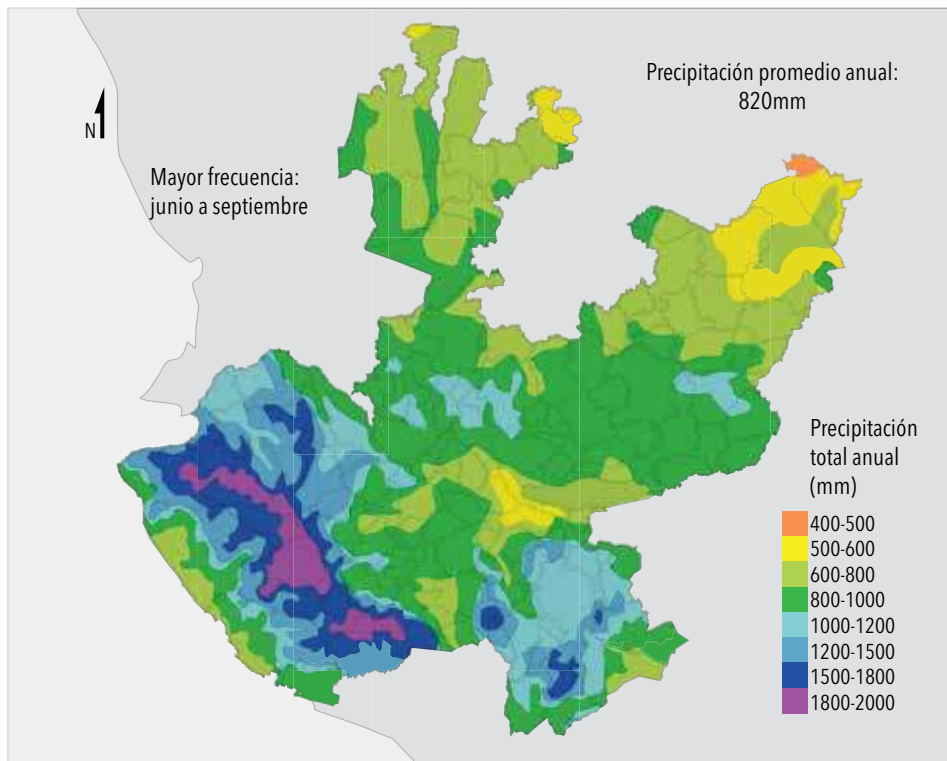 Precipitación promedio anual:
820mm
N
Mayor frecuencia:
junio a septiembre
Precipitación
total anual
(mm)
400-500
500-600
600-800
800-1000
1000-1200
1200-1500
1500-1800
1800-2000